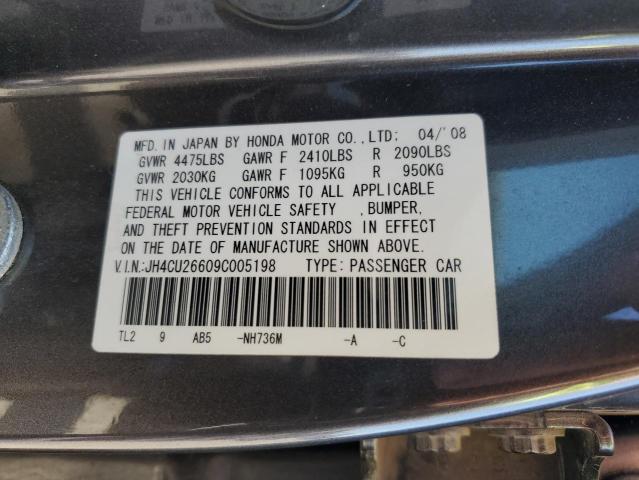 MFD. IN JAPAN BY HONDA MOTOR CO., LTD: 04/'08
GVWR 4475LBS GAWR F 2410LBS R 2090LBS
GVWR 2030KG GAWR F 1095KG R 950KG
THIS VEHICLE CONFORMS TO ALL APPLICABLE
FEDERAL MOTOR VEHICLE SAFETY , BUMPER,
AND THEFT PREVENTION STANDARDS IN EFFECT
ON THE DATE OF MANUFACTURE SHOWN ABOVE.
V.I.N.:JH4CU26609C005198 TYPE: PASSENGER CAR
TL2 9 AB5 -NH736M -A -C